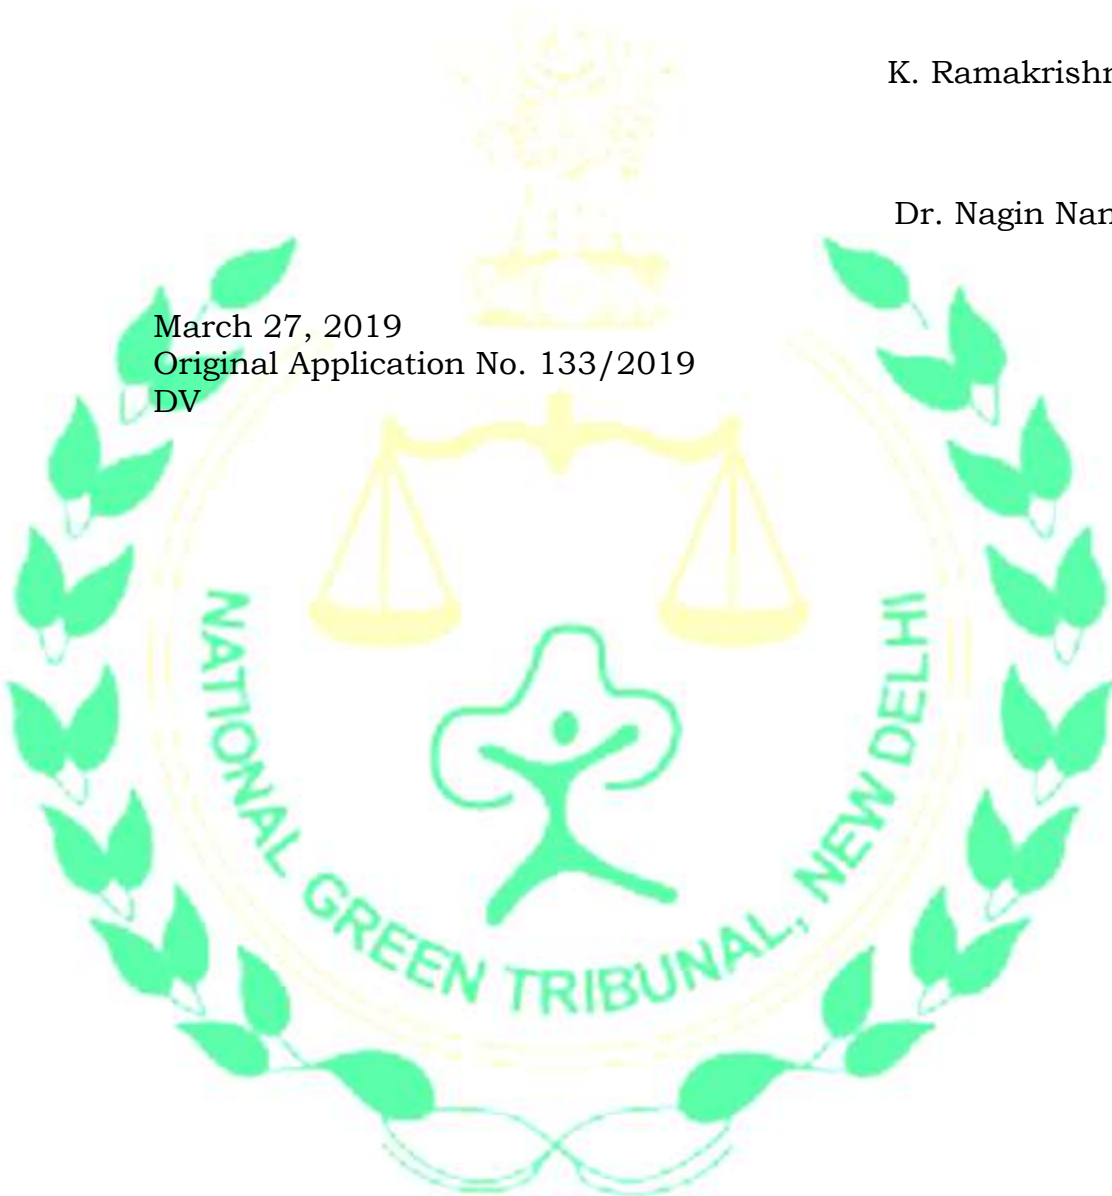 K. Ramakrishn
Dr. Nagin Nan
March 27, 2019
Original Application No. 133/2019
DV
NATIONAL GREEN TRIBUNAL, NEW DELHI